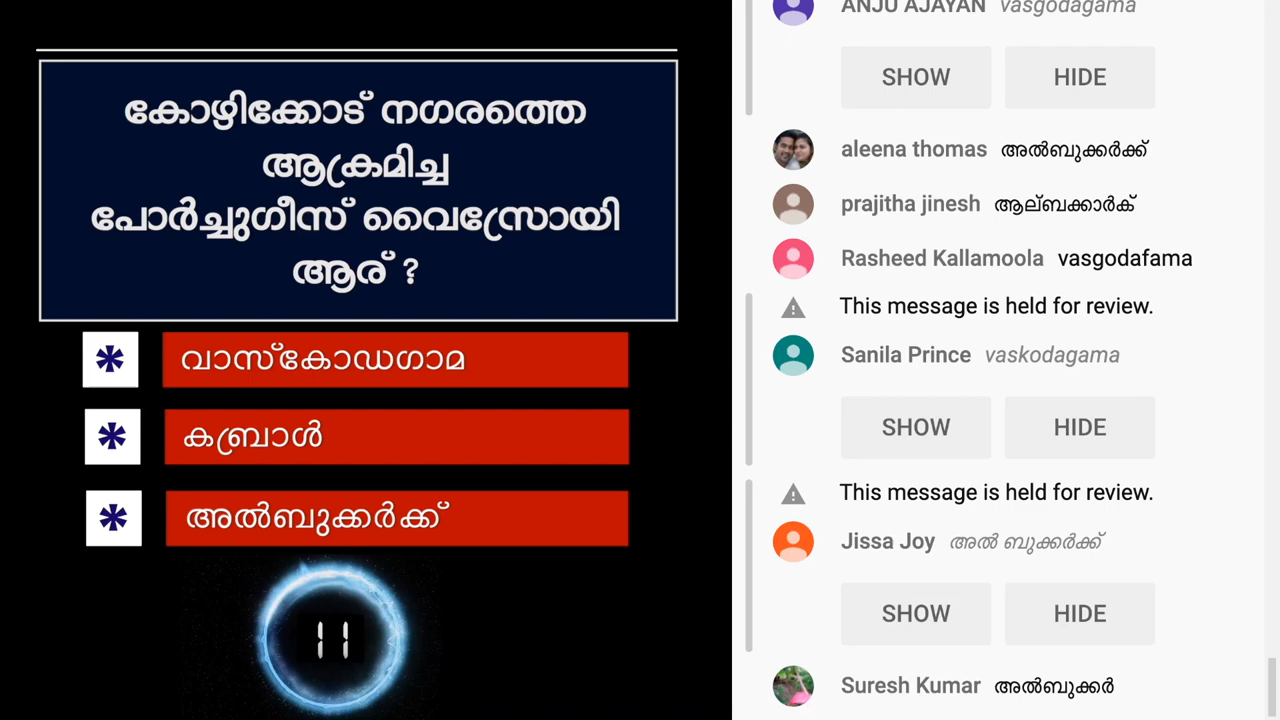 കോഴിക്കോട് നഗരത്തെ
ആക്രമിച്ച
പോർച്ചുഗീസ് വൈസ്രോയി
ആര് ?
* വാസ്കോഡഗാമ
* കബ്രാൾ
* അൽബുക്കർക്ക്
11
ANJU AJAYAN vasgodagama
SHOW HIDE
aleena thomas അൽബുക്കർക്ക്
prajitha jinesh ആല്ബക്കാർക്
Rasheed Kallamoola vasgodafama
This message is held for review.
Sanila Prince vaskodagama
SHOW HIDE
This message is held for review.
Jissa Joy അൽ ബുക്കർക്ക്
SHOW HIDE
Suresh Kumar അൽബുക്കർ